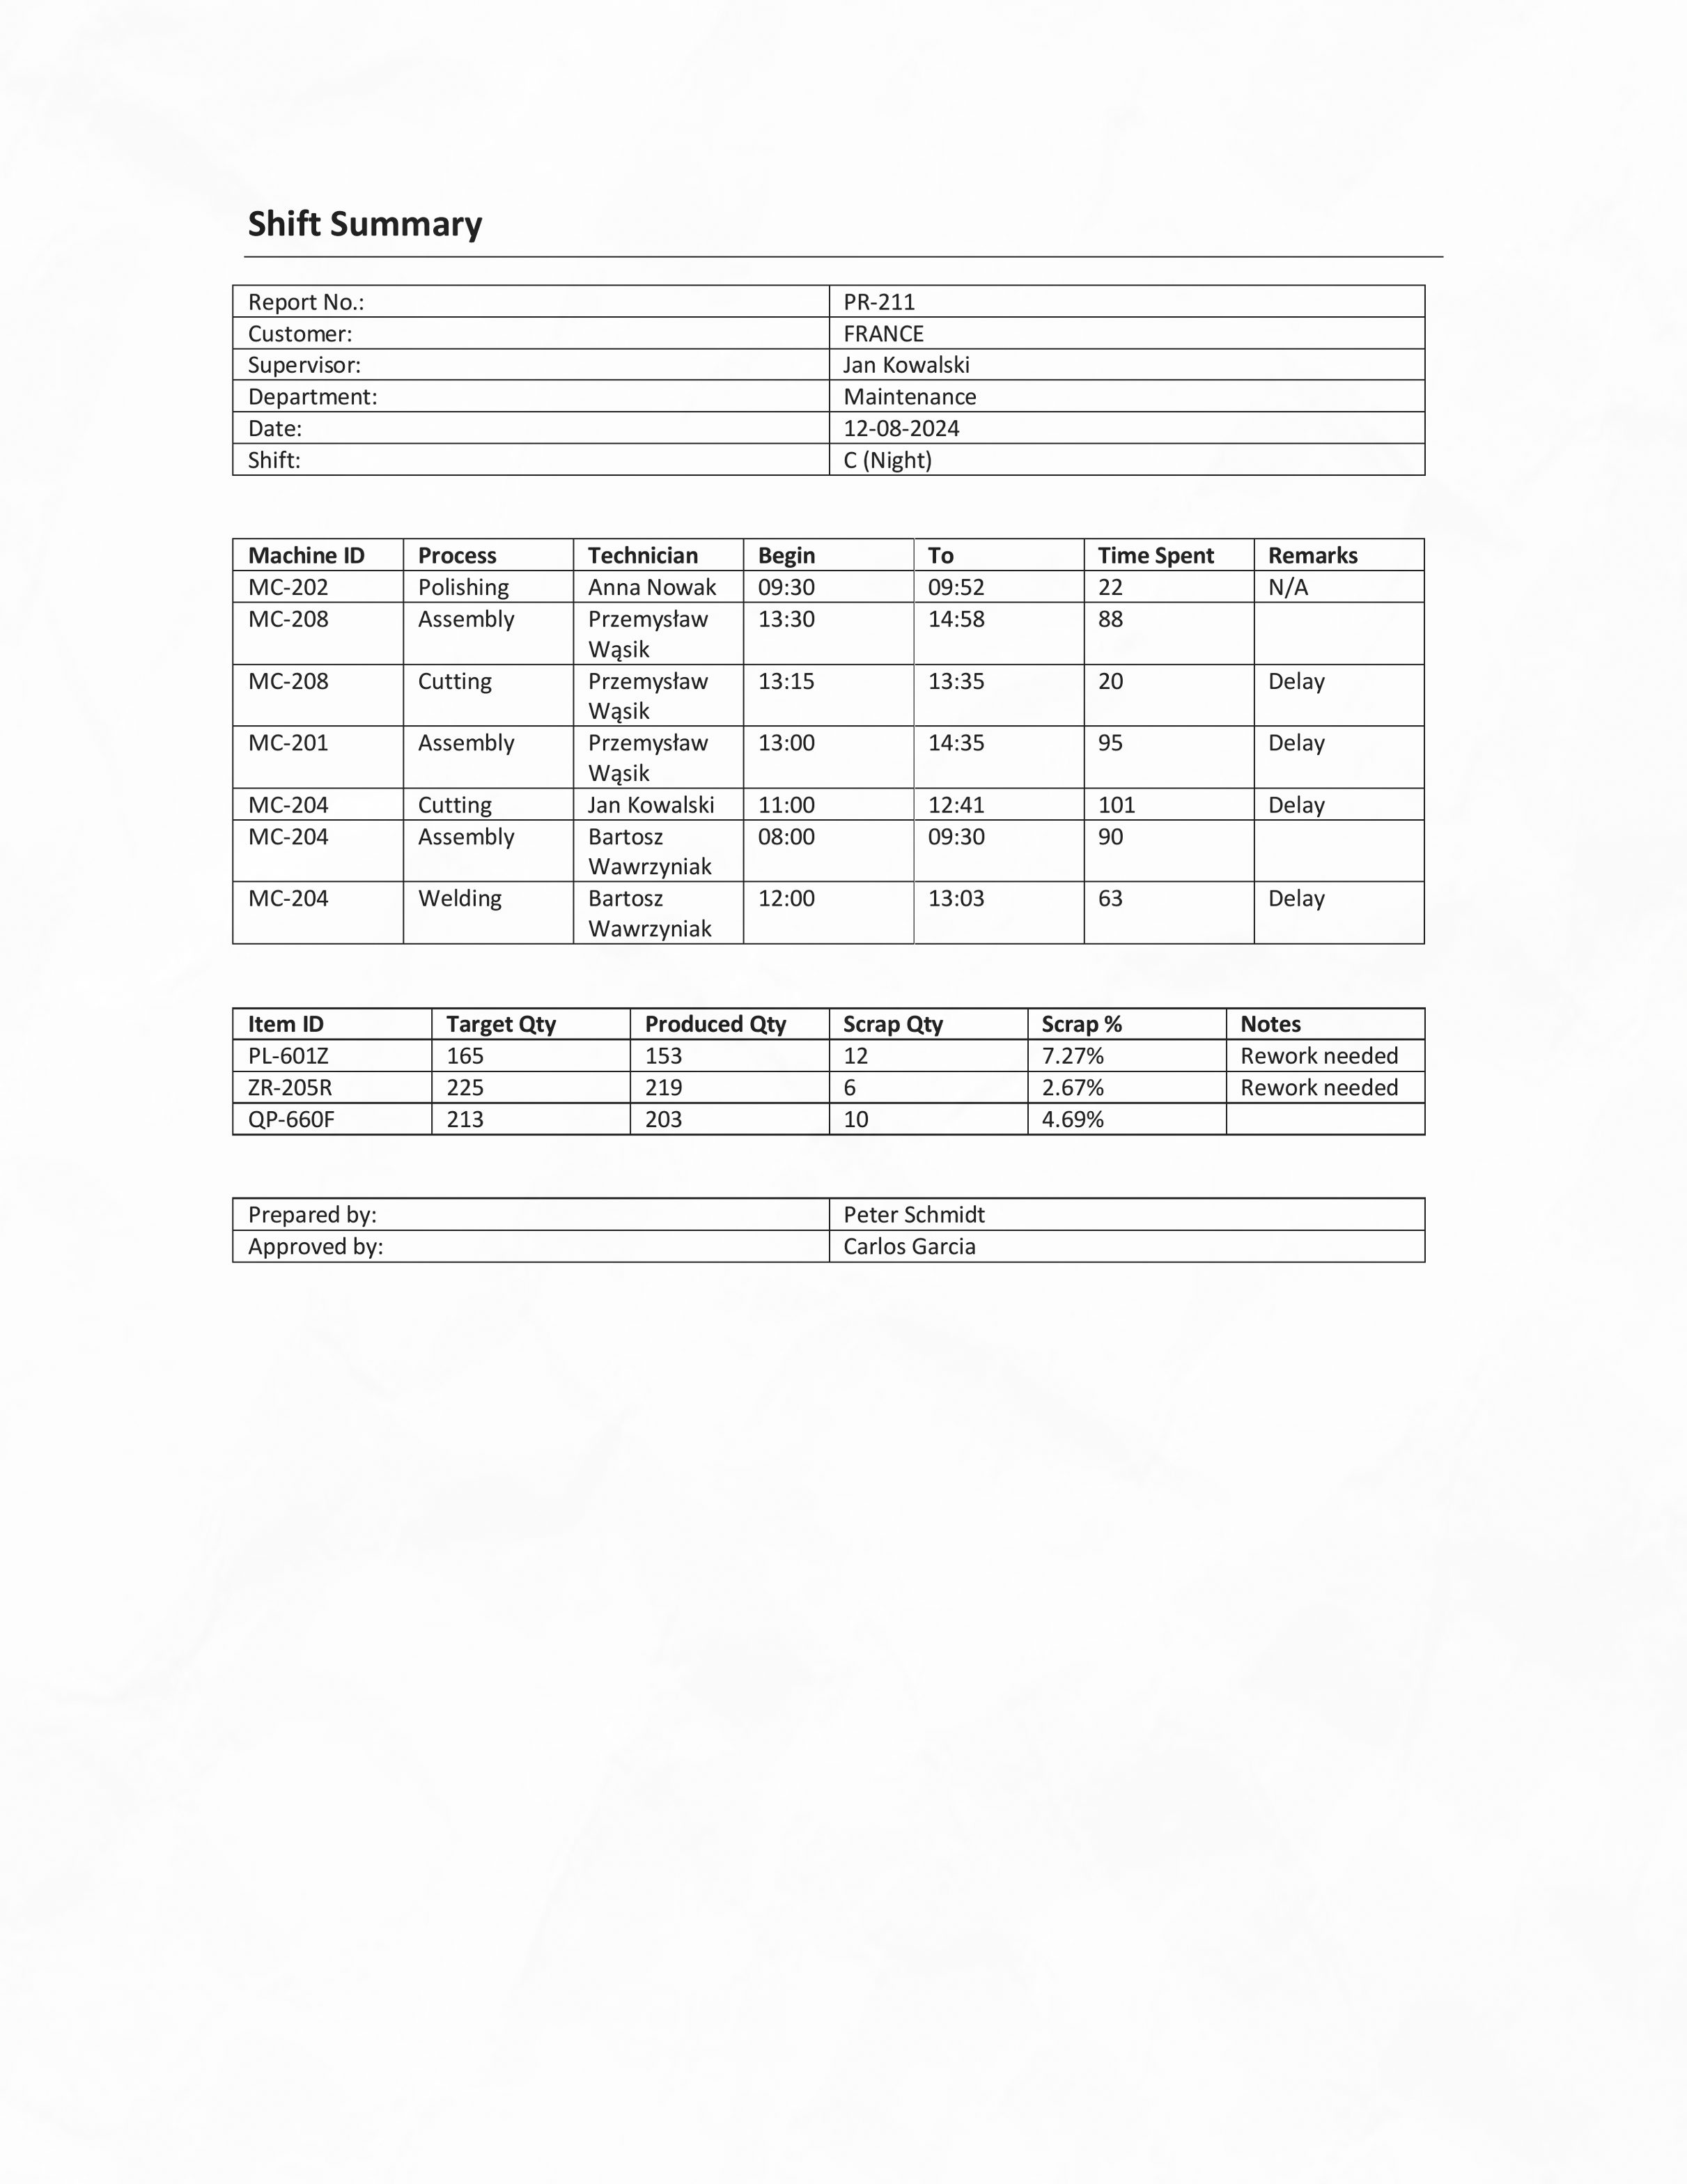 Shift Summary
Report No.: PR-211
Customer: FRANCE
Supervisor: Jan Kowalski
Department: Maintenance
Date: 12-08-2024
Shift: C (Night)
Machine ID Process Technician Begin To Time Spent Remarks
MC-202 Polishing Anna Nowak 09:30 09:52 22 N/A
MC-208 Assembly Przemysław 13:30 14:58 88
Wąsik
MC-208 Cutting Przemysław 13:15 13:35 20 Delay
Wąsik
MC-201 Assembly Przemysław 13:00 14:35 95 Delay
Wąsik
MC-204 Cutting Jan Kowalski 11:00 12:41 101 Delay
MC-204 Assembly Bartosz 08:00 09:30 90
Wawrzyniak
MC-204 Welding Bartosz 12:00 13:03 63 Delay
Wawrzyniak
Item ID Target Qty Produced Qty Scrap Qty Scrap % Notes
PL-601Z 165 153 12 7.27% Rework needed
ZR-205R 225 219 6 2.67% Rework needed
QP-660F 213 203 10 4.69%
Prepared by: Peter Schmidt
Approved by: Carlos Garcia